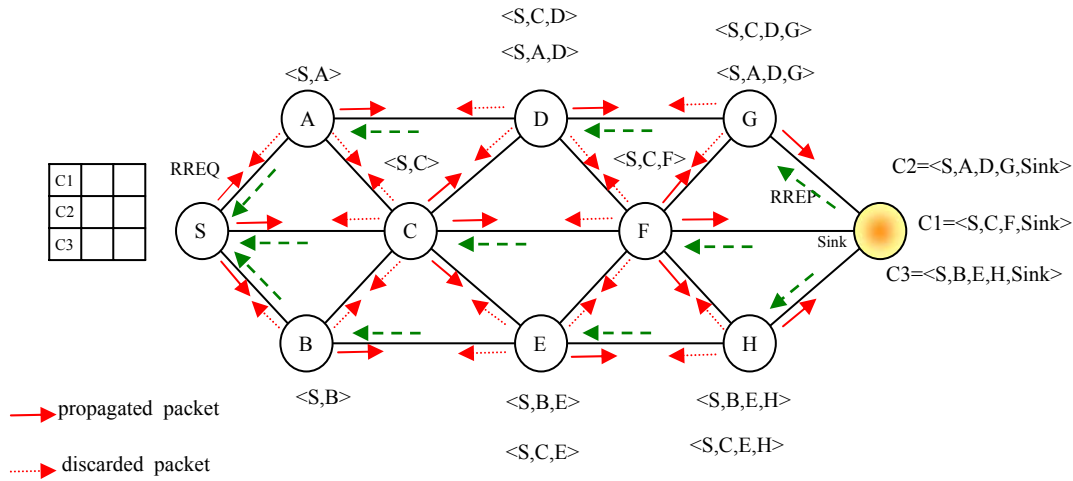 <S,C,D>
<S,A,D>
<S,C,D,G>
<S,A,D,G>
<S,A>
A
D
G
RREQ
<S,C>
<S,C,F>
C1
C2
C3
RREP
C2=<S,A,D,G,Sink>
S
C
F
Sink
C1=<S,C,F,Sink>
C3=<S,B,E,H,Sink>
B
E
H
<S,B>
<S,B,E>
<S,B,E,H>
<S,C,E>
<S,C,E,H>
propagated packet
discarded packet